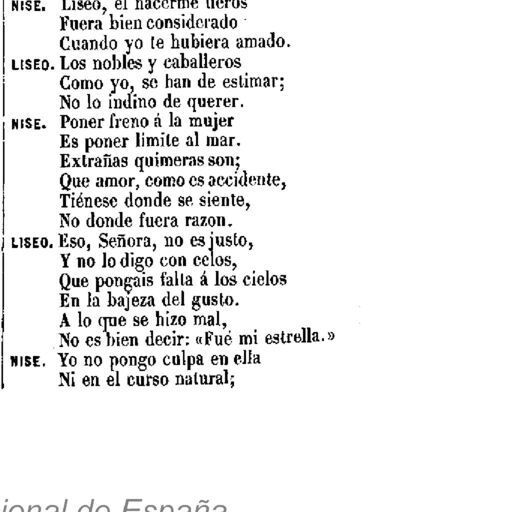 NISE. Liseo, el hacerme fieros
Fuera bien considerado
Cuando yo te hubiera amado.
LISEO. Los nobles y caballeros
Como yo, se han de estimar;
No lo indino de querer.
NISE. Poner freno á la mujer
Es poner limite al mar.
Extrañas quimeras son;
Que amor, como es accidente,
Tiénese donde se siente,
No donde fuera razon.
LISEO. Eso, Señora, no es justo,
Y no lo digo con celos,
Que pongais falta á los cielos
En la bajeza del gusto.
A lo que se hizo mal,
No es bien decir: «Fué mi estrella.»
NISE. Yo no pongo culpa en ella
Ni en el curso natural;
ional de España